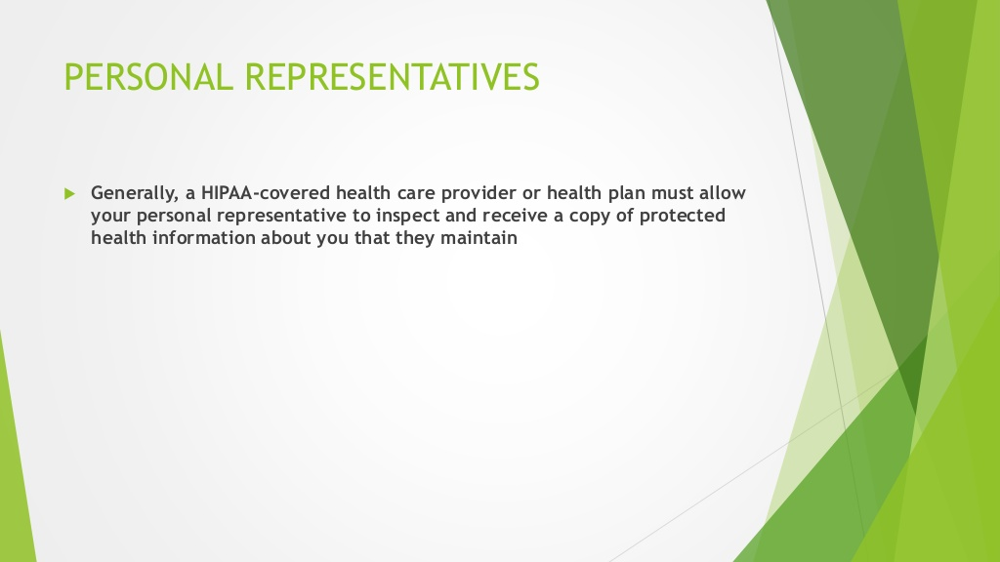 PERSONAL REPRESENTATIVES
Generally, a HIPAA-covered health care provider or health plan must allow
your personal representative to inspect and receive a copy of protected
health information about you that they maintain